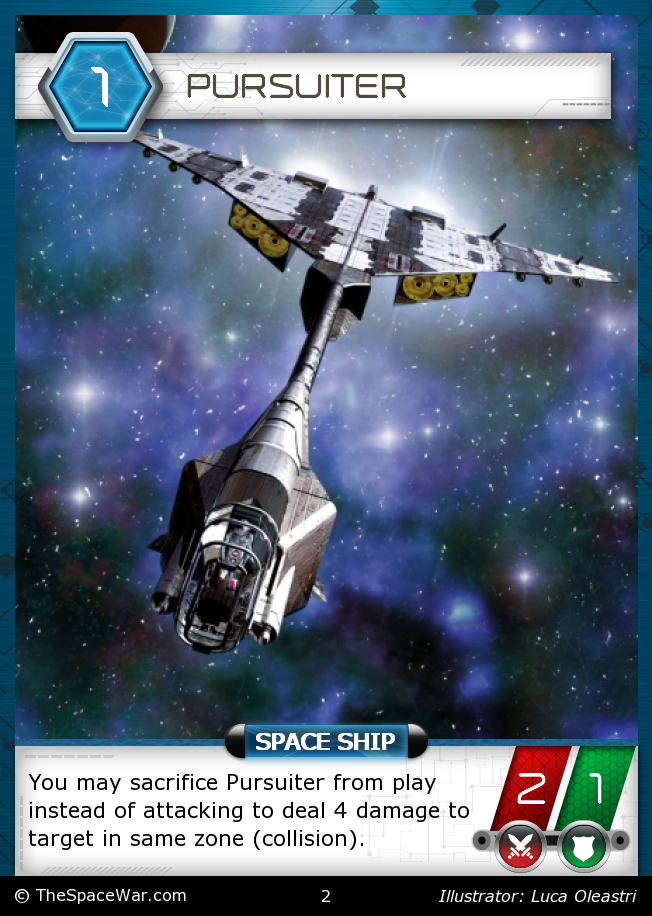 1
PURSUITER
SPACE SHIP
You may sacrifice Pursuiter from play
instead of attacking to deal 4 damage to
target in same zone (collision).
2 1
© TheSpaceWar.com 2 Illustrator: Luca Oleastri